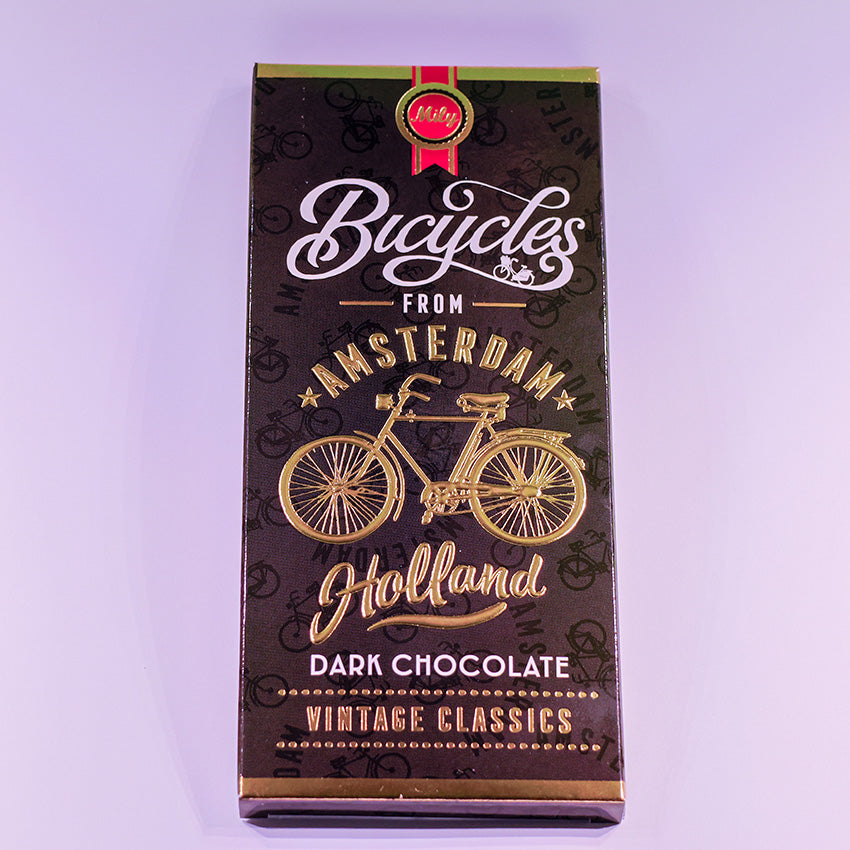 Mily
Bicycles
FROM
AMSTERDAM
Holland
DARK CHOCOLATE
VINTAGE CLASSICS